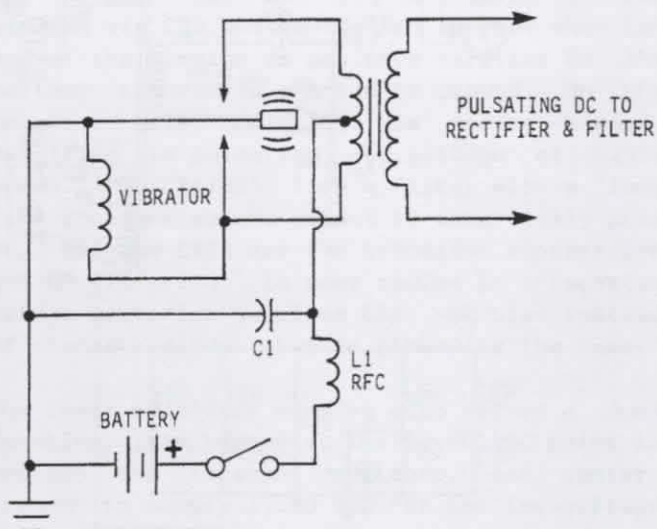 PULSATING DC TO
RECTIFIER & FILTER
VIBRATOR
C1
L1
RFC
BATTERY
+